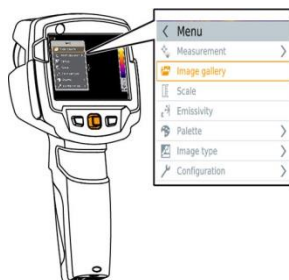 Menu
Measurement
Image gallery
Scale
Emissivity
Palette
Image type
Configuration